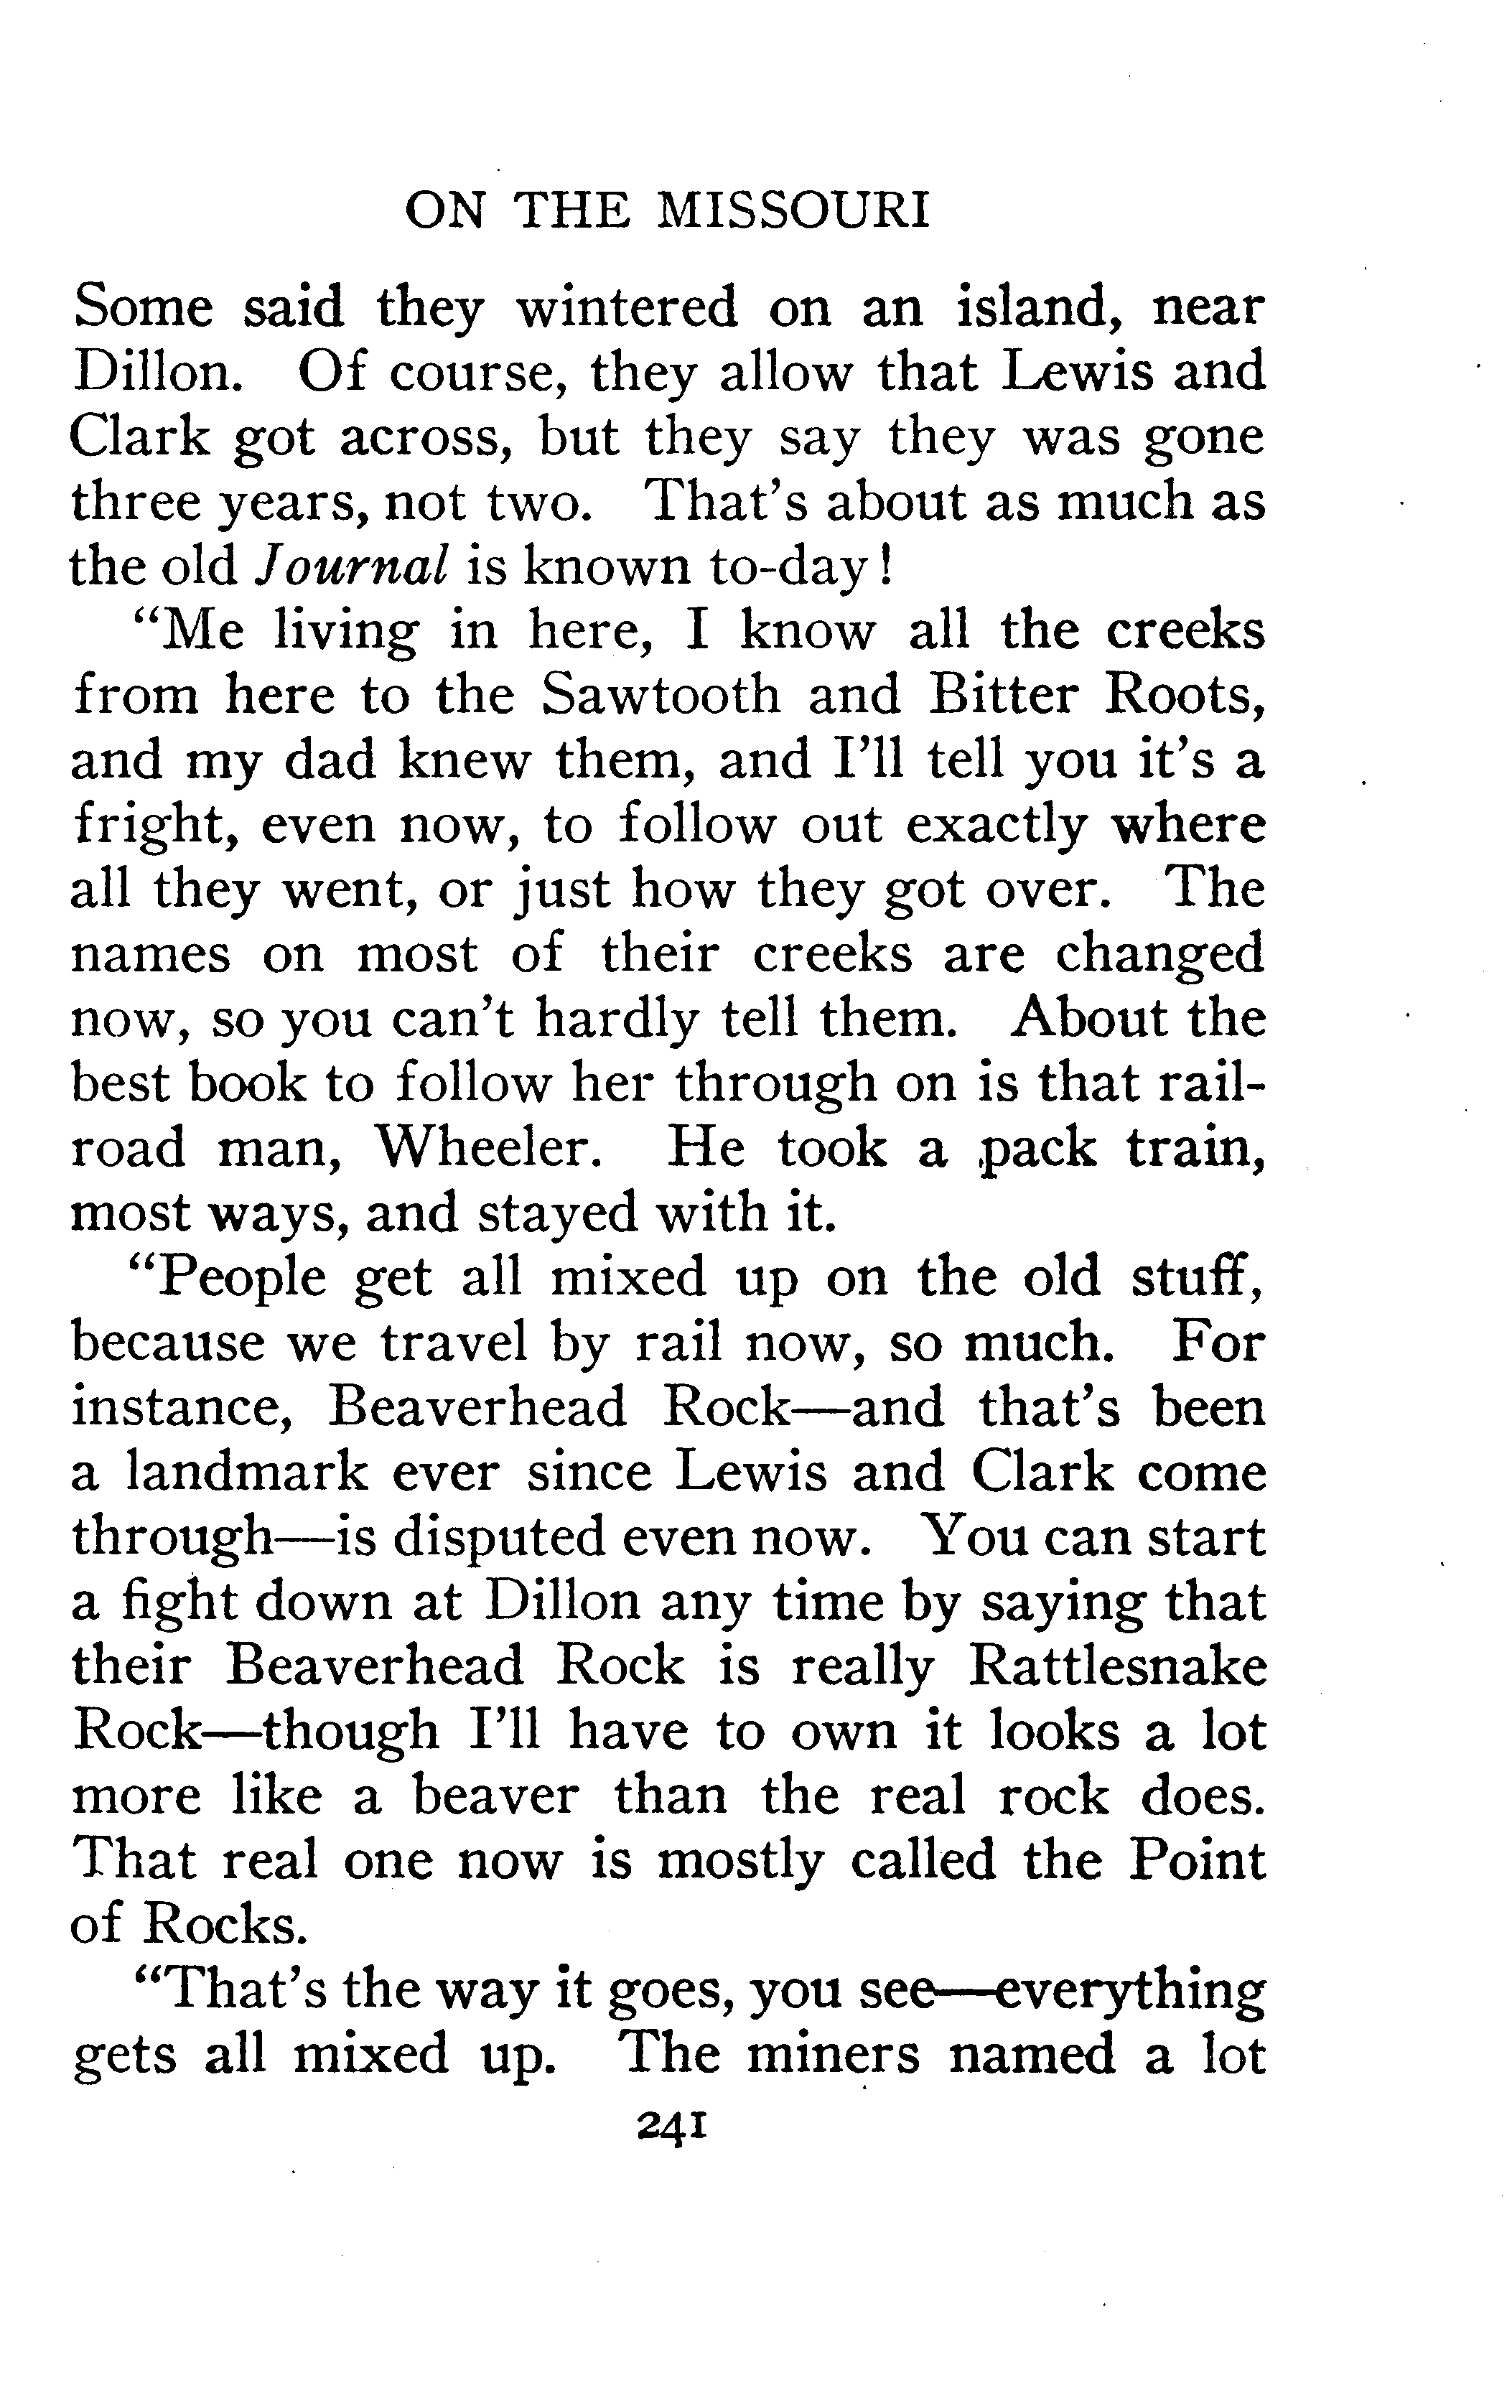 ON THE MISSOURI
Some said they wintered on an island, near
Dillon. Of course, they allow that Lewis and
Clark got across, but they say they was gone
three years, not two. That's about as much as
the old Journal is known to-day!
"Me living in here, I know all the creeks
from here to the Sawtooth and Bitter Roots,
and my dad knew them, and I'll tell you it's a
fright, even now, to follow out exactly where
all they went, or just how they got over. The
names on most of their creeks are changed
now, so you can't hardly tell them. About the
best book to follow her through on is that rail-
road man, Wheeler. He took a pack train,
most ways, and stayed with it.
"People get all mixed up on the old stuff,
because we travel by rail now, so much. For
instance, Beaverhead Rock—and that's been
a landmark ever since Lewis and Clark come
through—is disputed even now. You can start
a fight down at Dillon any time by saying that
their Beaverhead Rock is really Rattlesnake
Rock—though I'll have to own it looks a lot
more like a beaver than the real rock does.
That real one now is mostly called the Point
of Rocks.
"That's the way it goes, you see—everything
gets all mixed up. The miners named a lot
241